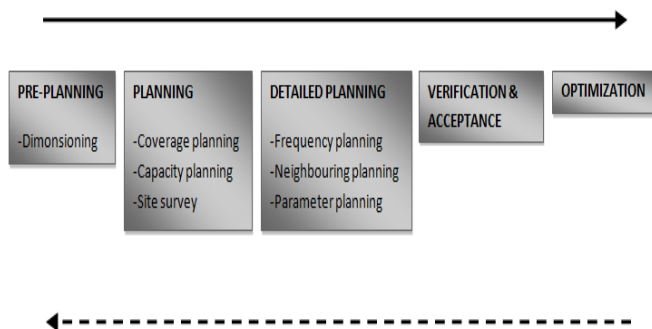 PRE-PLANNING
-Dimonsioning
PLANNING
-Coverage planning
-Capacity planning
-Site survey
DETAILED PLANNING
-Frequency planning
-Neighbouring planning
-Parameter planning
VERIFICATION &
ACCEPTANCE
OPTIMIZATION